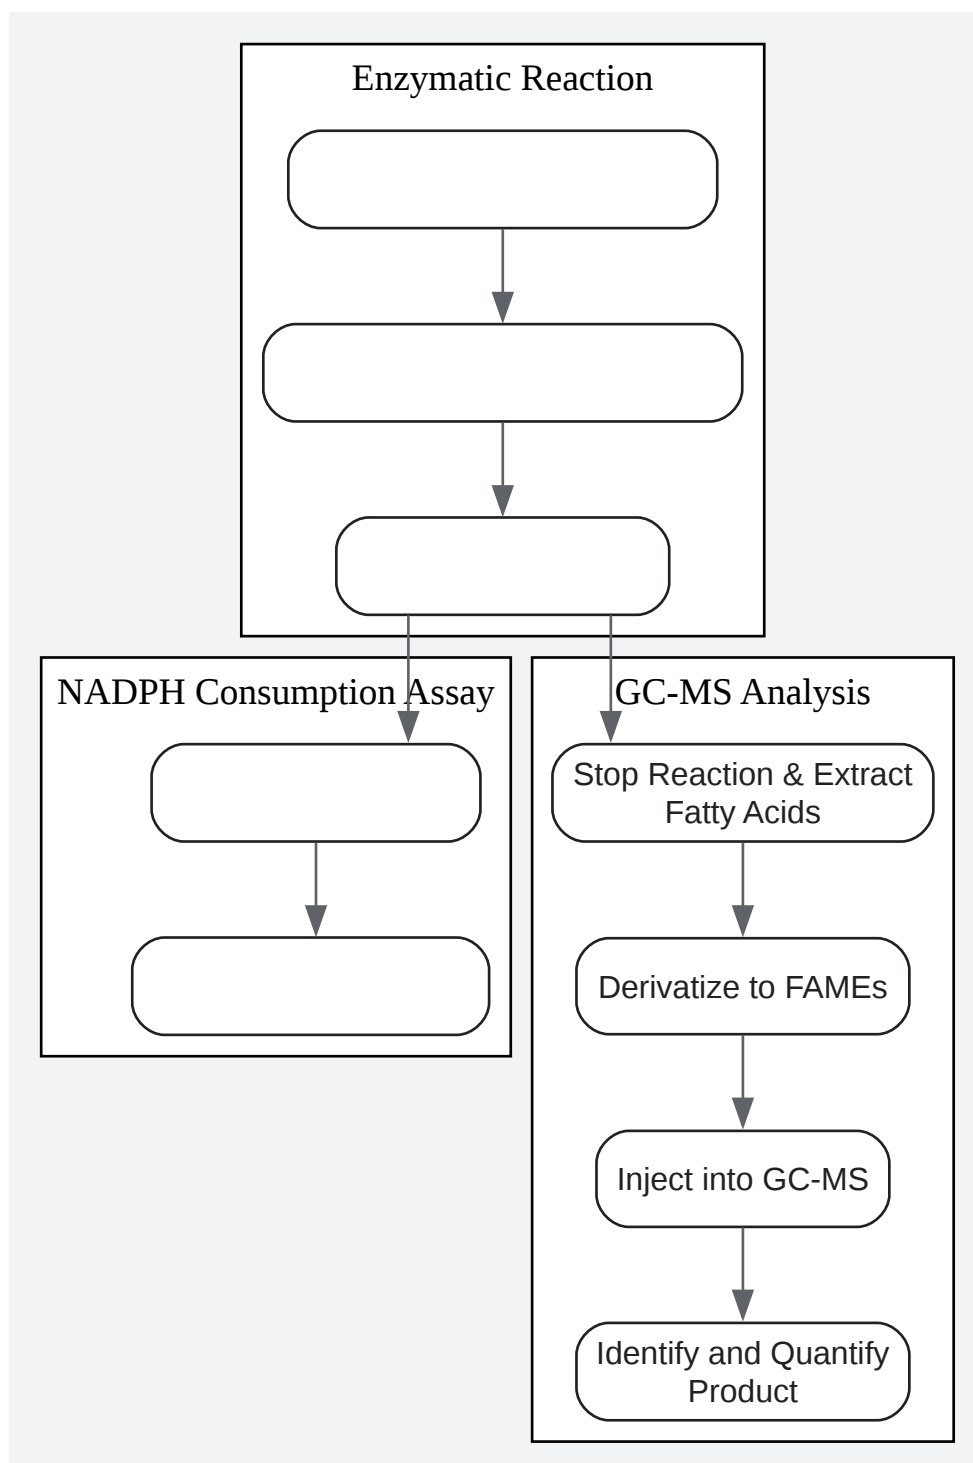 Enzymatic Reaction
NADPH Consumption Assay
GC-MS Analysis
Stop Reaction & Extract
Fatty Acids
Derivatize to FAMEs
Inject into GC-MS
Identify and Quantify
Product